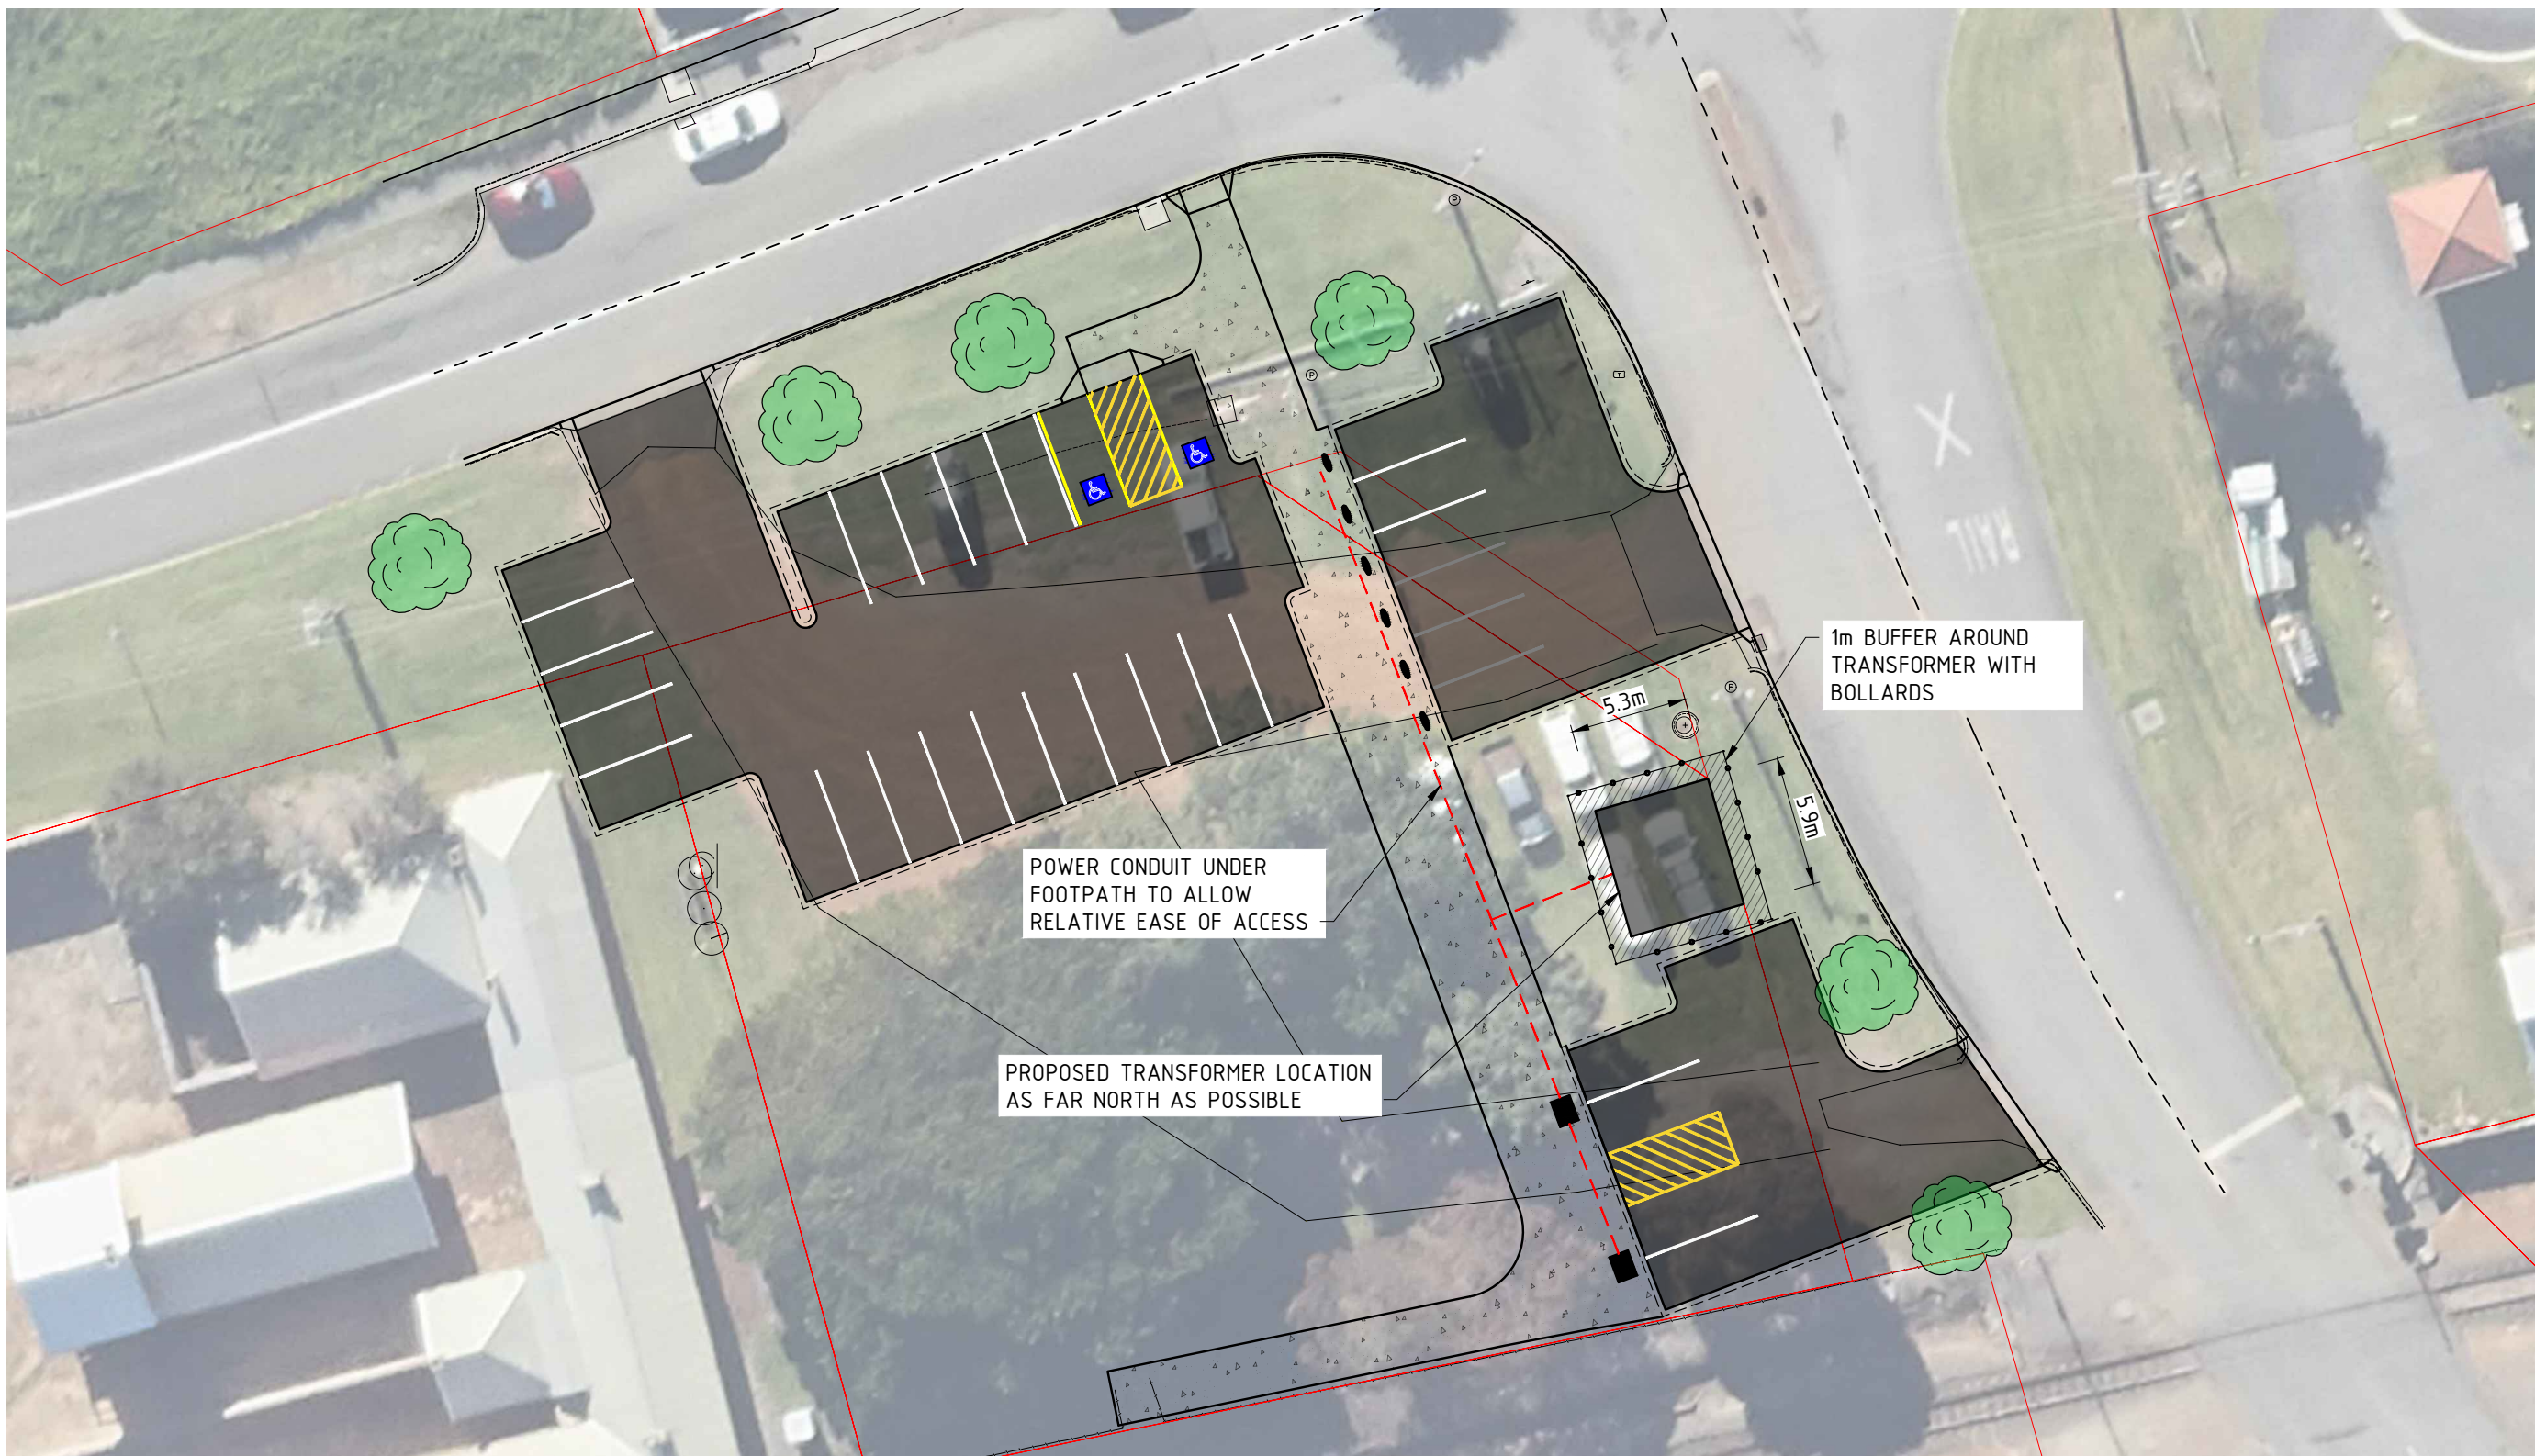 1m BUFFER AROUND
TRANSFORMER WITH
BOLLARDS
5.3m
5.9m
POWER CONDUIT UNDER
FOOTPATH TO ALLOW
RELATIVE EASE OF ACCESS
PROPOSED TRANSFORMER LOCATION
AS FAR NORTH AS POSSIBLE
P
P
P
T
X
RAIL